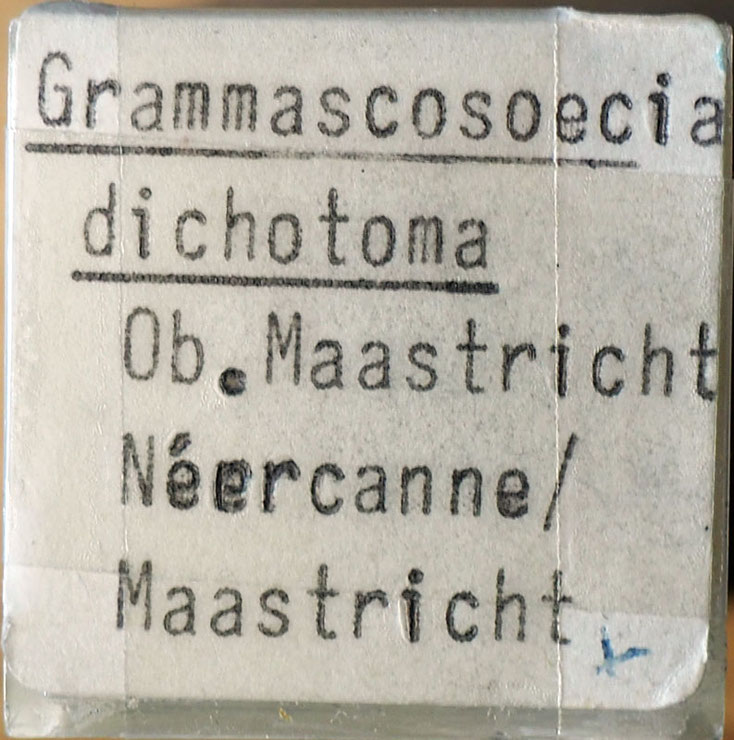 Grammascosoecia
dichotoma
Ob. Maastricht
Néercanne/
Maastricht